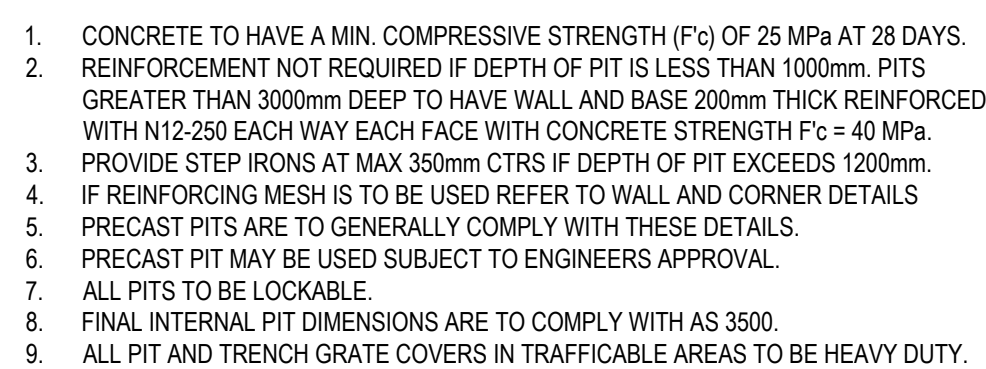 1. CONCRETE TO HAVE A MIN. COMPRESSIVE STRENGTH (F'c) OF 25 MPa AT 28 DAYS.
2. REINFORCEMENT NOT REQUIRED IF DEPTH OF PIT IS LESS THAN 1000mm. PITS
GREATER THAN 3000mm DEEP TO HAVE WALL AND BASE 200mm THICK REINFORCED
WITH N12-250 EACH WAY EACH FACE WITH CONCRETE STRENGTH F'c = 40 MPa.
3. PROVIDE STEP IRONS AT MAX 350mm CTRS IF DEPTH OF PIT EXCEEDS 1200mm.
4. IF REINFORCING MESH IS TO BE USED REFER TO WALL AND CORNER DETAILS
5. PRECAST PITS ARE TO GENERALLY COMPLY WITH THESE DETAILS.
6. PRECAST PIT MAY BE USED SUBJECT TO ENGINEERS APPROVAL.
7. ALL PITS TO BE LOCKABLE.
8. FINAL INTERNAL PIT DIMENSIONS ARE TO COMPLY WITH AS 3500.
9. ALL PIT AND TRENCH GRATE COVERS IN TRAFFICABLE AREAS TO BE HEAVY DUTY.